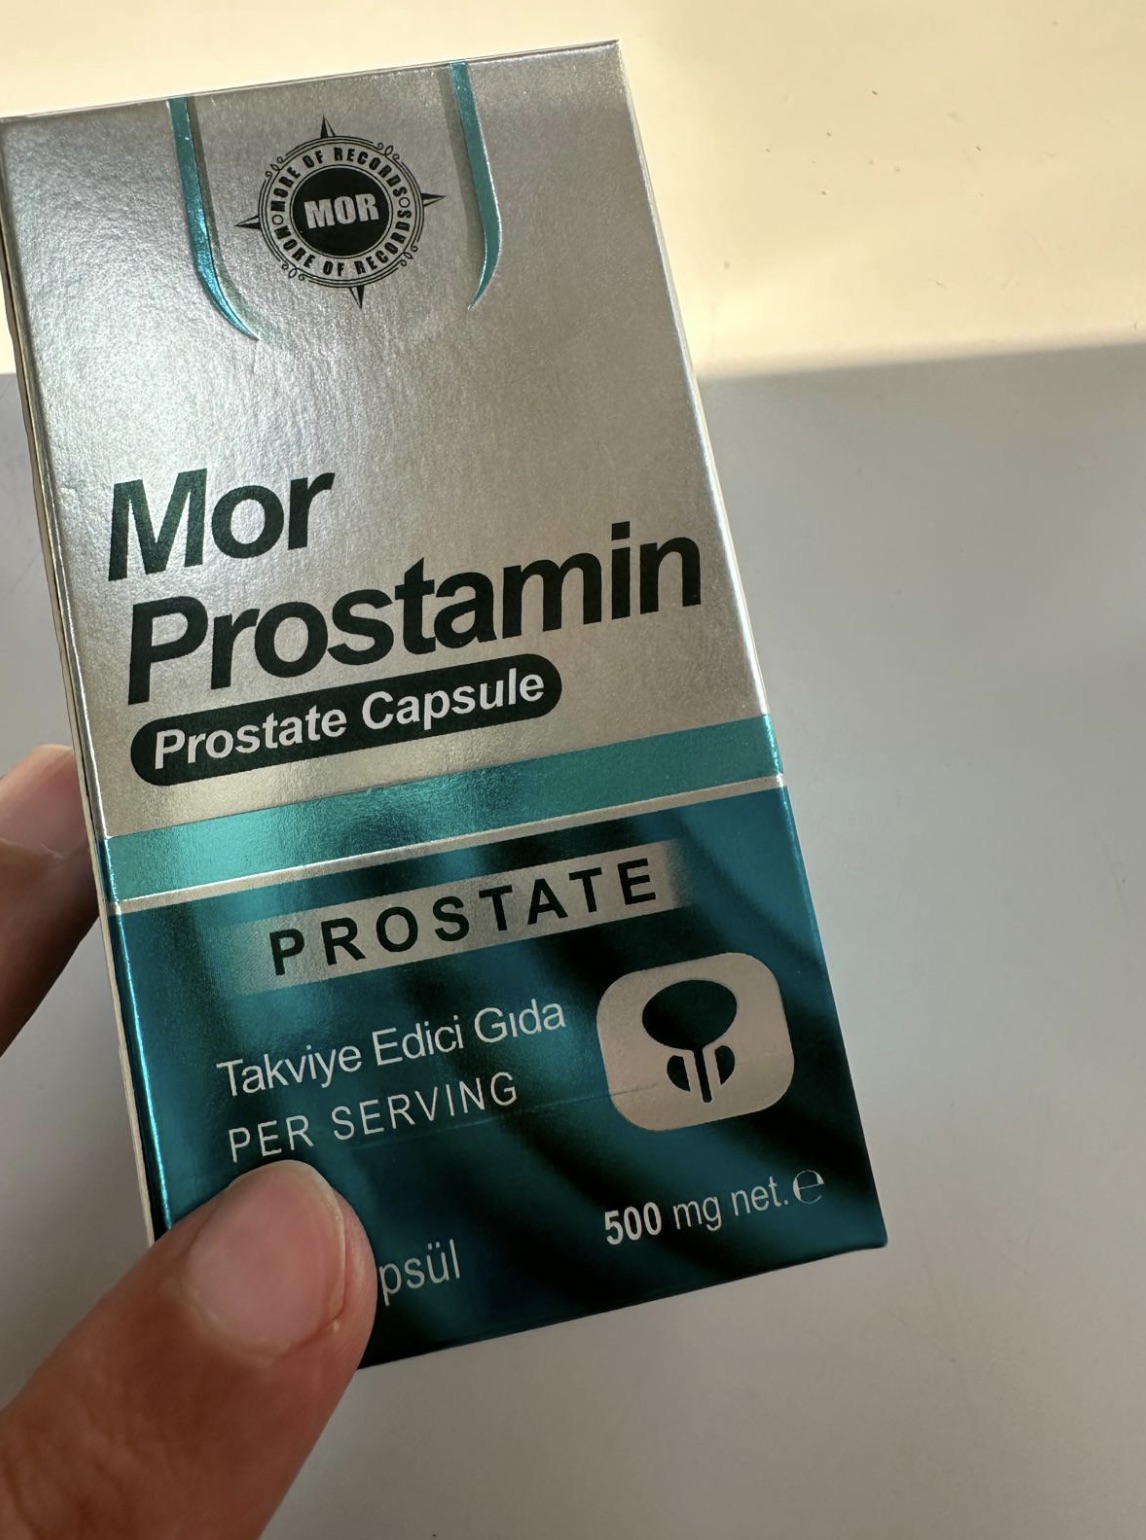 MORE OF RECORDS
MOR
MORE OF RECORDS
Mor
Prostamin
Prostate Capsule
PROSTATE
Takviye Edici Gıda
PER SERVING
500 mg net. ℮
psül